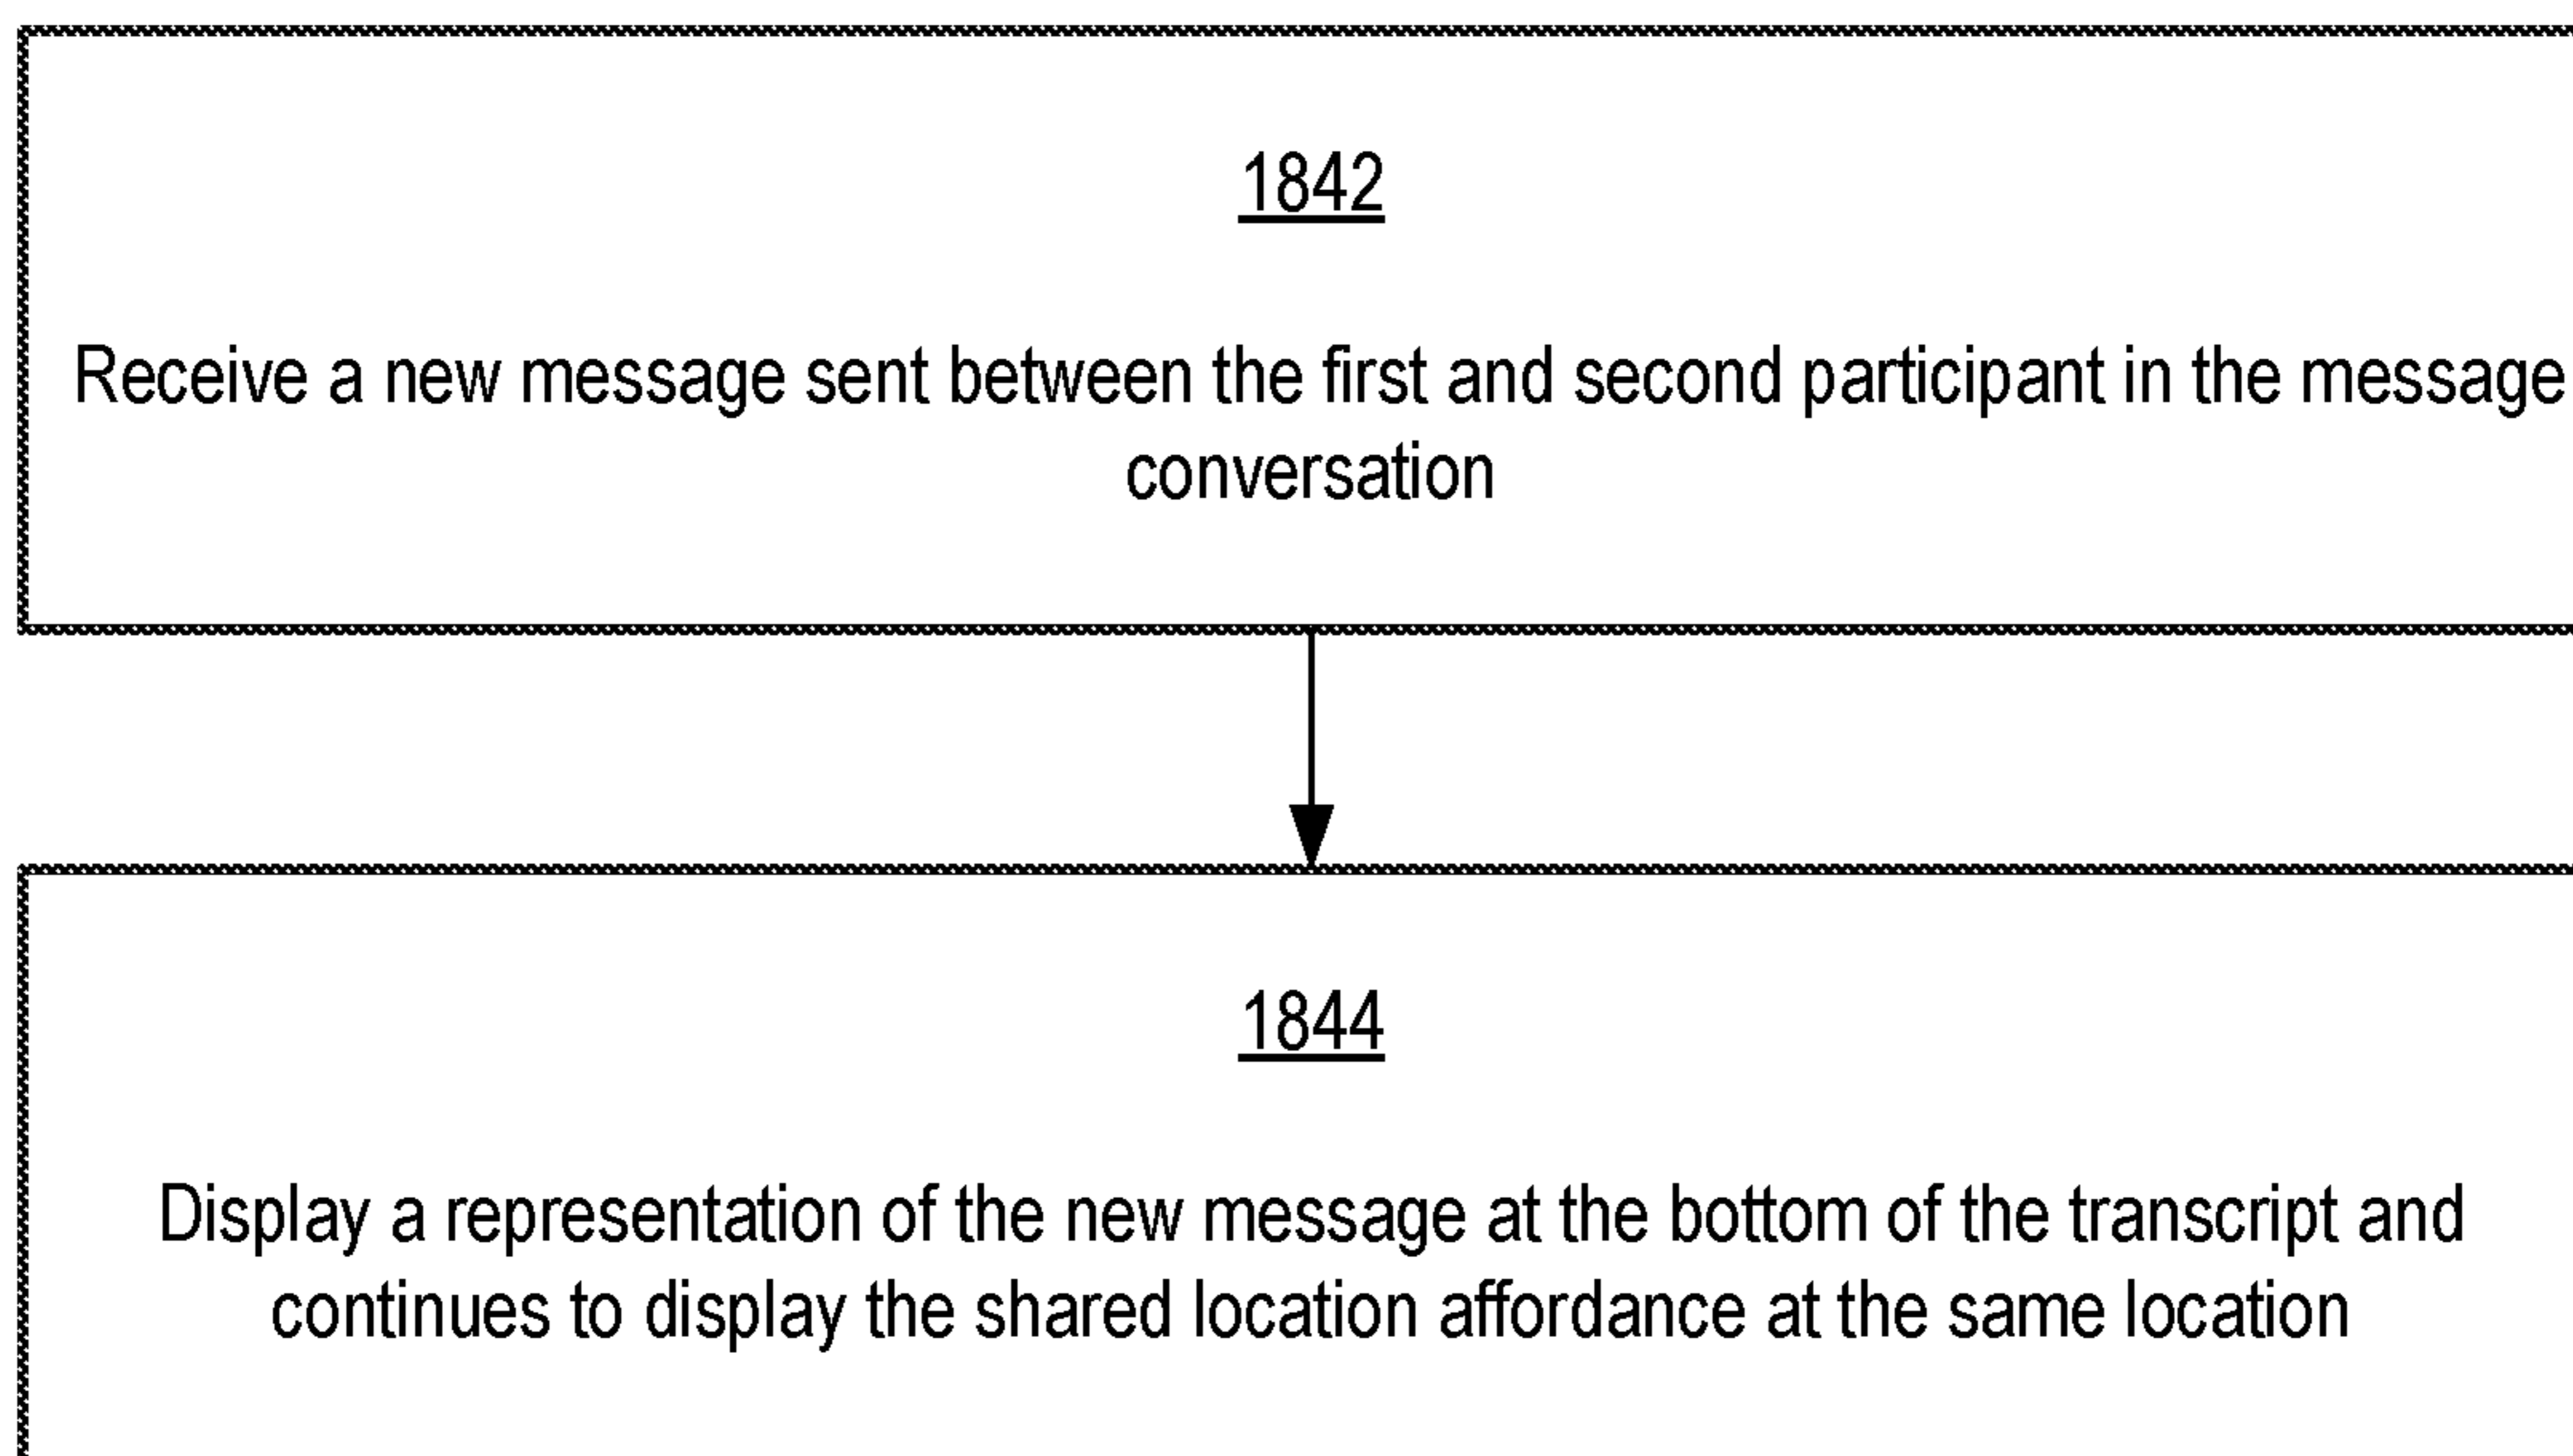 1842
Receive a new message sent between the first and second participant in the message
conversation
1844
Display a representation of the new message at the bottom of the transcript and
continues to display the shared location affordance at the same location